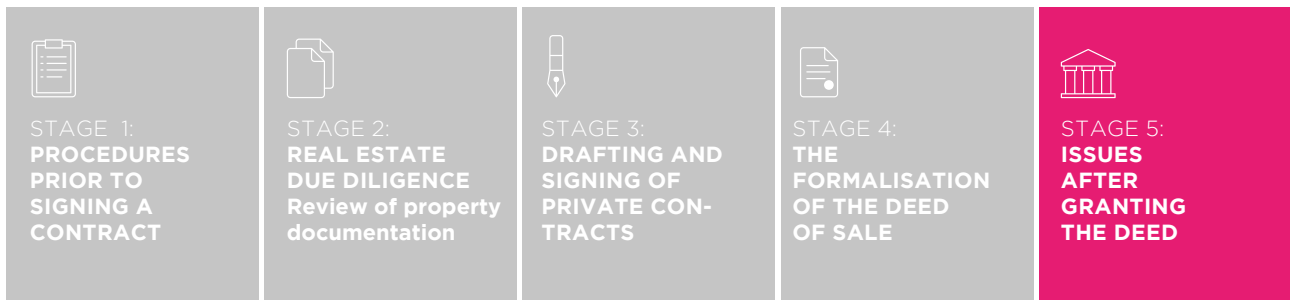 STAGE 1:
PROCEDURES
PRIOR TO
SIGNING A
CONTRACT
STAGE 2:
REAL ESTATE
DUE DILIGENCE
Review of property
documentation
STAGE 3:
DRAFTING AND
SIGNING OF
PRIVATE CON-
TRACTS
STAGE 4:
THE
FORMALISATION
OF THE DEED
OF SALE
STAGE 5:
ISSUES
AFTER
GRANTING
THE DEED